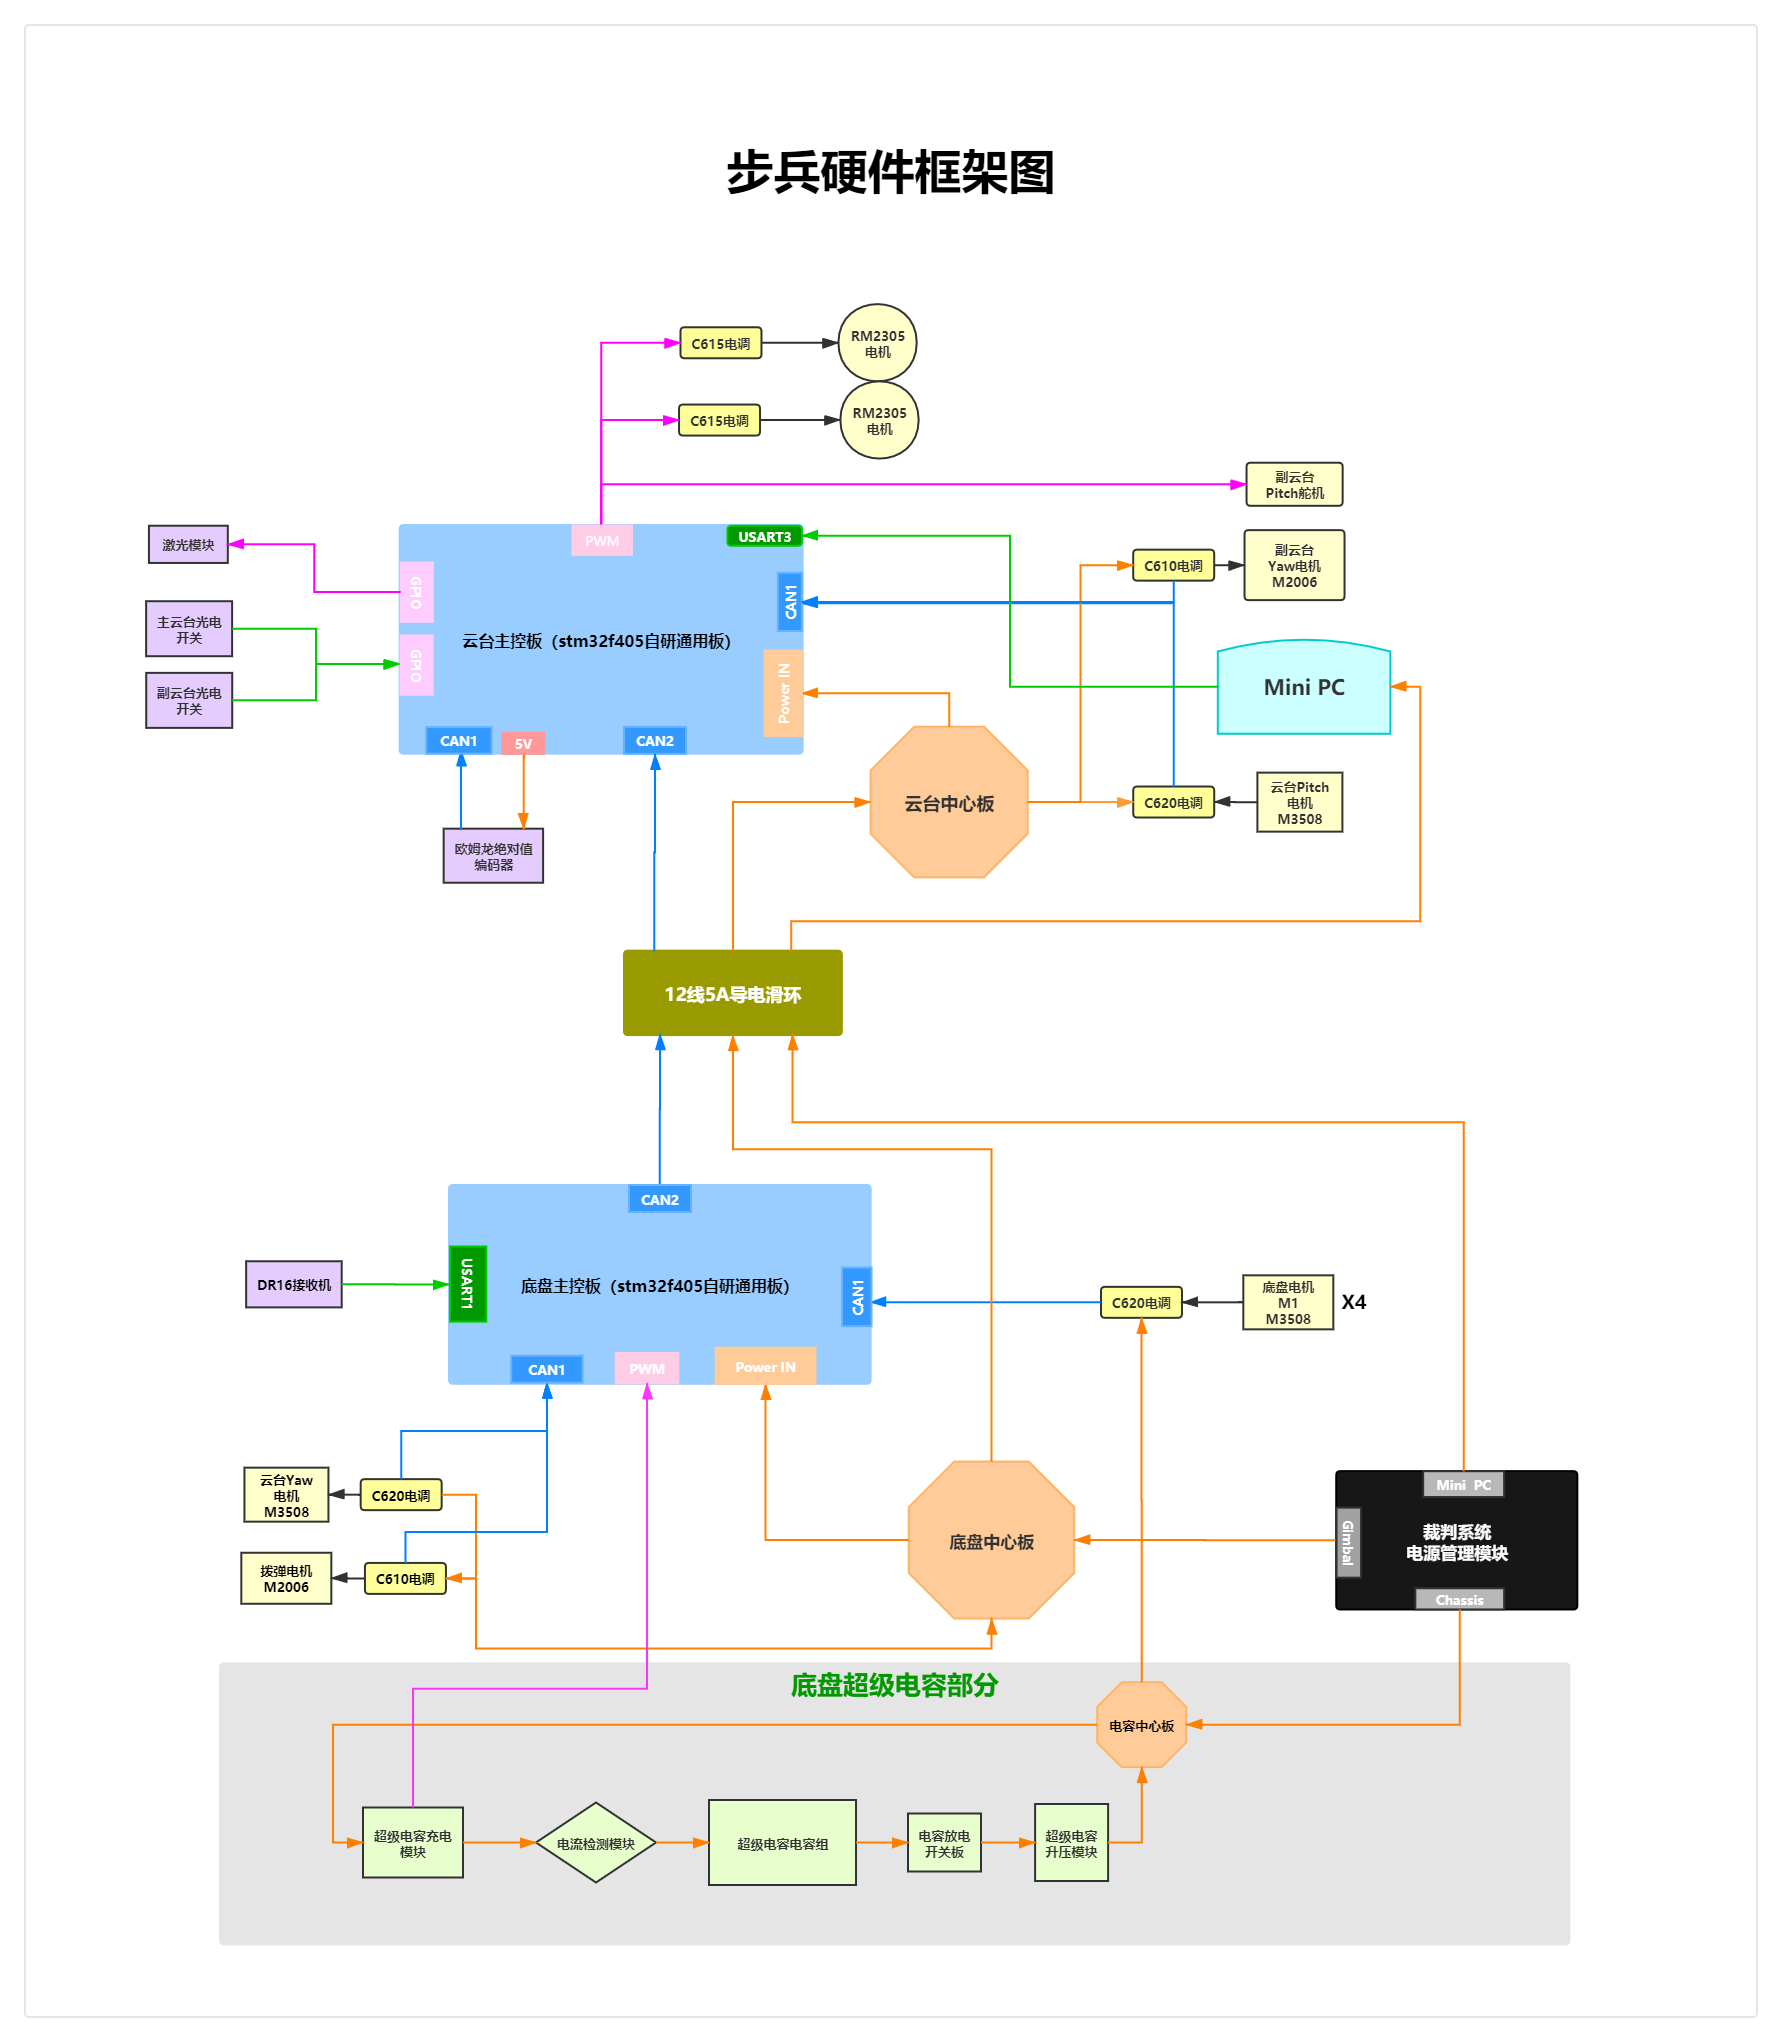 步兵硬件框架图
C615电调
RM2305
电机
C615电调
RM2305
电机
副云台
Pitch舵机
激光模块
PWM
USART3
GPIO
CAN1
C610电调
副云台
Yaw电机
M2006
主云台光电
开关
云台主控板（stm32f405自研通用板）
GPIO
Power IN
Mini PC
副云台光电
开关
CAN1
5V
CAN2
云台中心板
C620电调
云台Pitch
电机
M3508
欧姆龙绝对值
编码器
12线5A导电滑环
CAN2
DR16接收机
USART1
底盘主控板（stm32f405自研通用板）
CAN1
C620电调
底盘电机
M1
M3508
X4
CAN1
PWM
Power IN
云台Yaw
电机
M3508
C620电调
拨弹电机
M2006
C610电调
底盘中心板
Mini PC
Gimbal
裁判系统
电源管理模块
Chassis
底盘超级电容部分
电容中心板
超级电容充电
模块
电流检测模块
超级电容电容组
电容放电
开关板
超级电容
升压模块